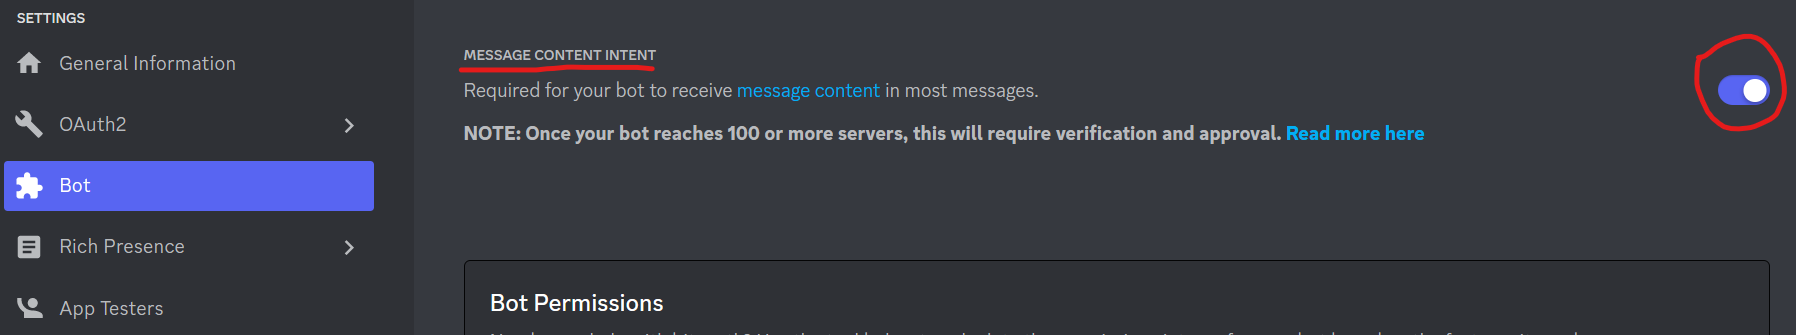 SETTINGS
General Information
OAuth2
Bot
Rich Presence
App Testers
MESSAGE CONTENT INTENT
Required for your bot to receive message content in most messages.
NOTE: Once your bot reaches 100 or more servers, this will require verification and approval. Read more here
Bot Permissions